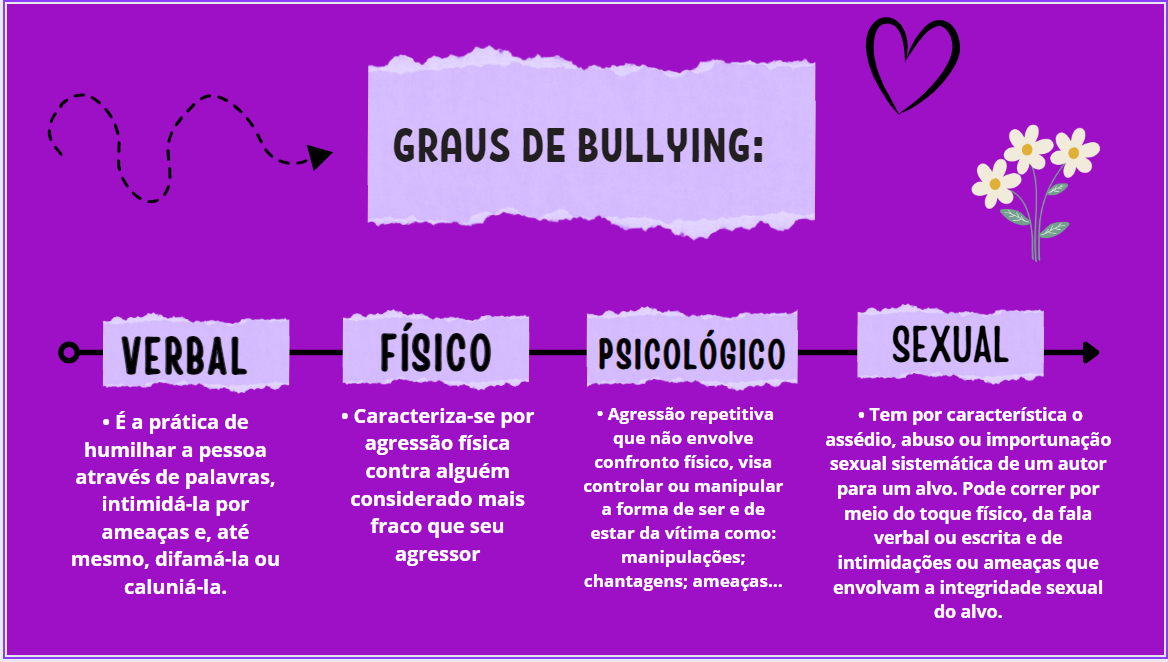 GRAUS DE BULLYING:
VERBAL
• É a prática de
humilhar a pessoa
através de palavras,
intimidá-la por
ameaças e, até
mesmo, difamá-la ou
caluniá-la.
FÍSICO
• Caracteriza-se por
agressão física
contra alguém
considerado mais
fraco que seu
agressor
PSICOLÓGICO
• Agressão repetitiva
que não envolve
confronto físico, visa
controlar ou manipular
a forma de ser e de
estar da vítima como:
manipulações;
chantagens; ameaças...
SEXUAL
• Tem por característica o
assédio, abuso ou importunação
sexual sistemática de um autor
para um alvo. Pode correr por
meio do toque físico, da fala
verbal ou escrita e de
intimidações ou ameaças que
envolvam a integridade sexual
do alvo.